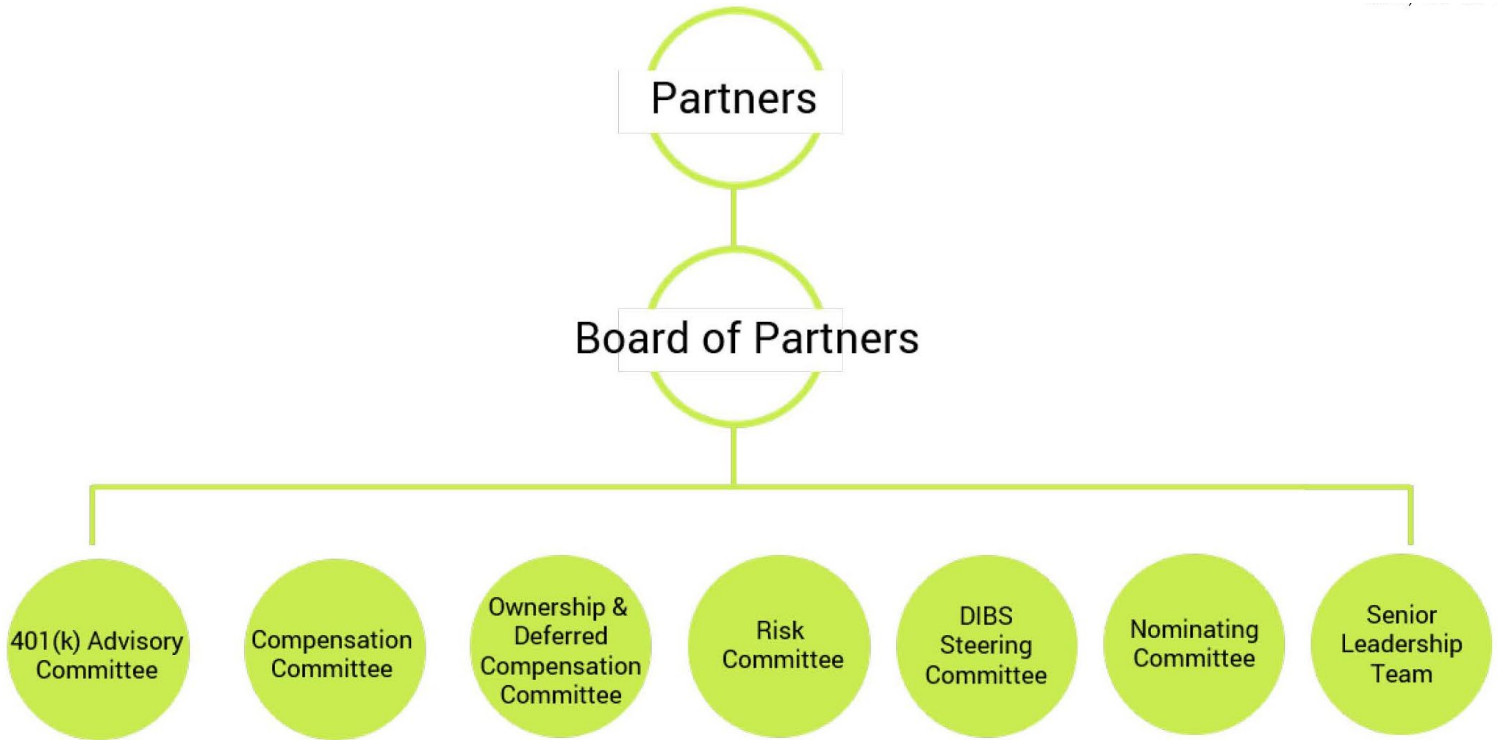 Partners
Board of Partners
401(k) Advisory
Committee
Compensation
Committee
Ownership &
Deferred
Compensation
Committee
Risk
Committee
DIBS
Steering
Committee
Nominating
Committee
Senior
Leadership
Team